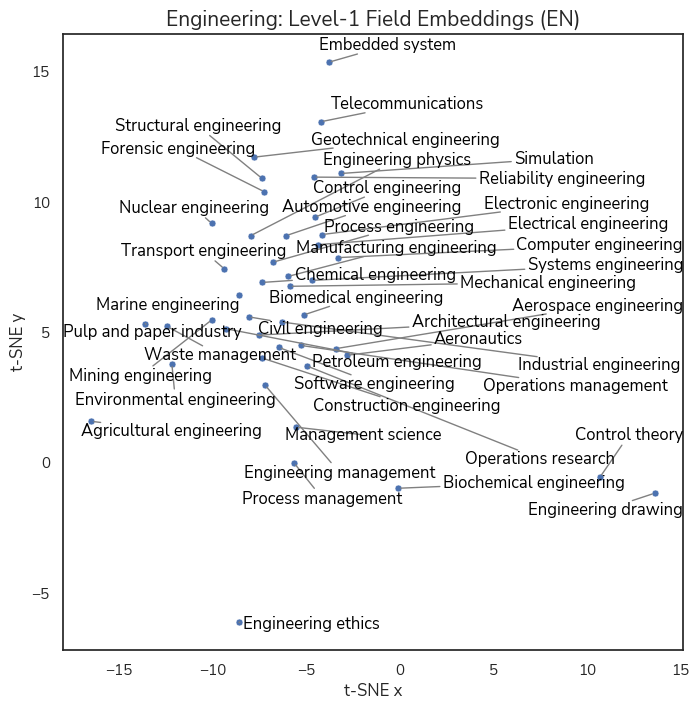 Engineering: Level-1 Field Embeddings (EN)
Embedded system
15
Telecommunications
Structural engineering
Geotechnical engineering
Forensic engineering
Engineering physics
Simulation
Reliability engineering
Control engineering
10
Nuclear engineering
Automotive engineering
Electronic engineering
Process engineering
Electrical engineering
Transport engineering
Manufacturing engineering
Computer engineering
Systems engineering
Chemical engineering
Mechanical engineering
Biomedical engineering
Marine engineering
Aerospace engineering
Pulp and paper industry
Civil engineering
Architectural engineering
5
Aeronautics
Waste management
Petroleum engineering
Industrial engineering
Mining engineering
Software engineering
Operations management
Environmental engineering
Construction engineering
Agricultural engineering
Management science
Control theory
Operations research
0
Engineering management
Biochemical engineering
Process management
Engineering drawing
−5
Engineering ethics
t-SNE y
−15
−10
−5
0
5
10
15
t-SNE x